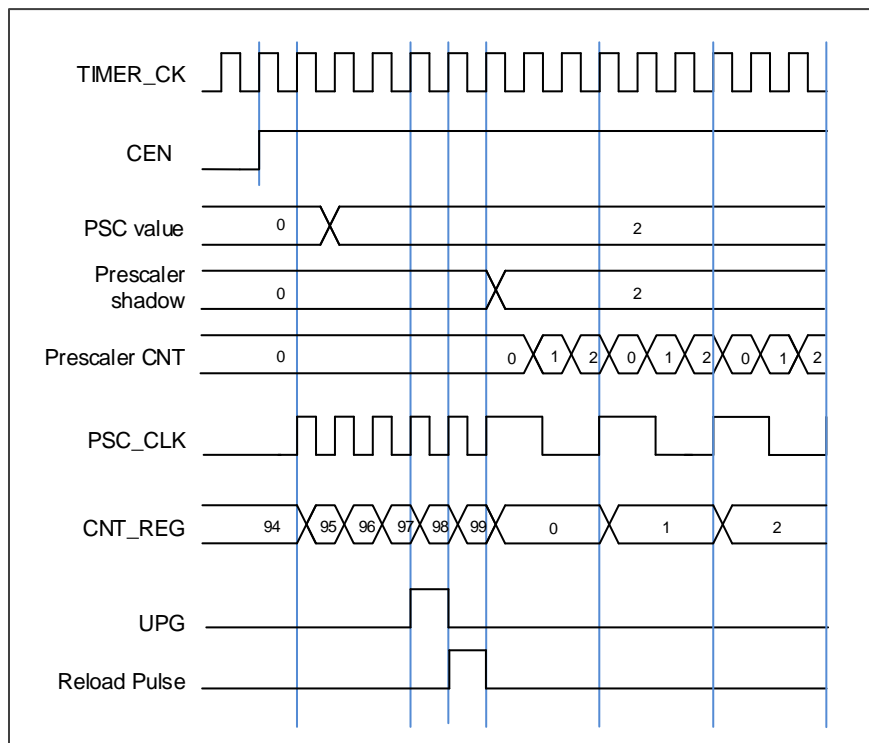 TIMER_CK
CEN
PSC value 0 2
Prescaler
shadow 0 2
Prescaler CNT 0 0 1 2 0 1 2 0 1 2
PSC_CLK
CNT_REG 94 95 96 97 98 99 0 1 2
UPG
Reload Pulse